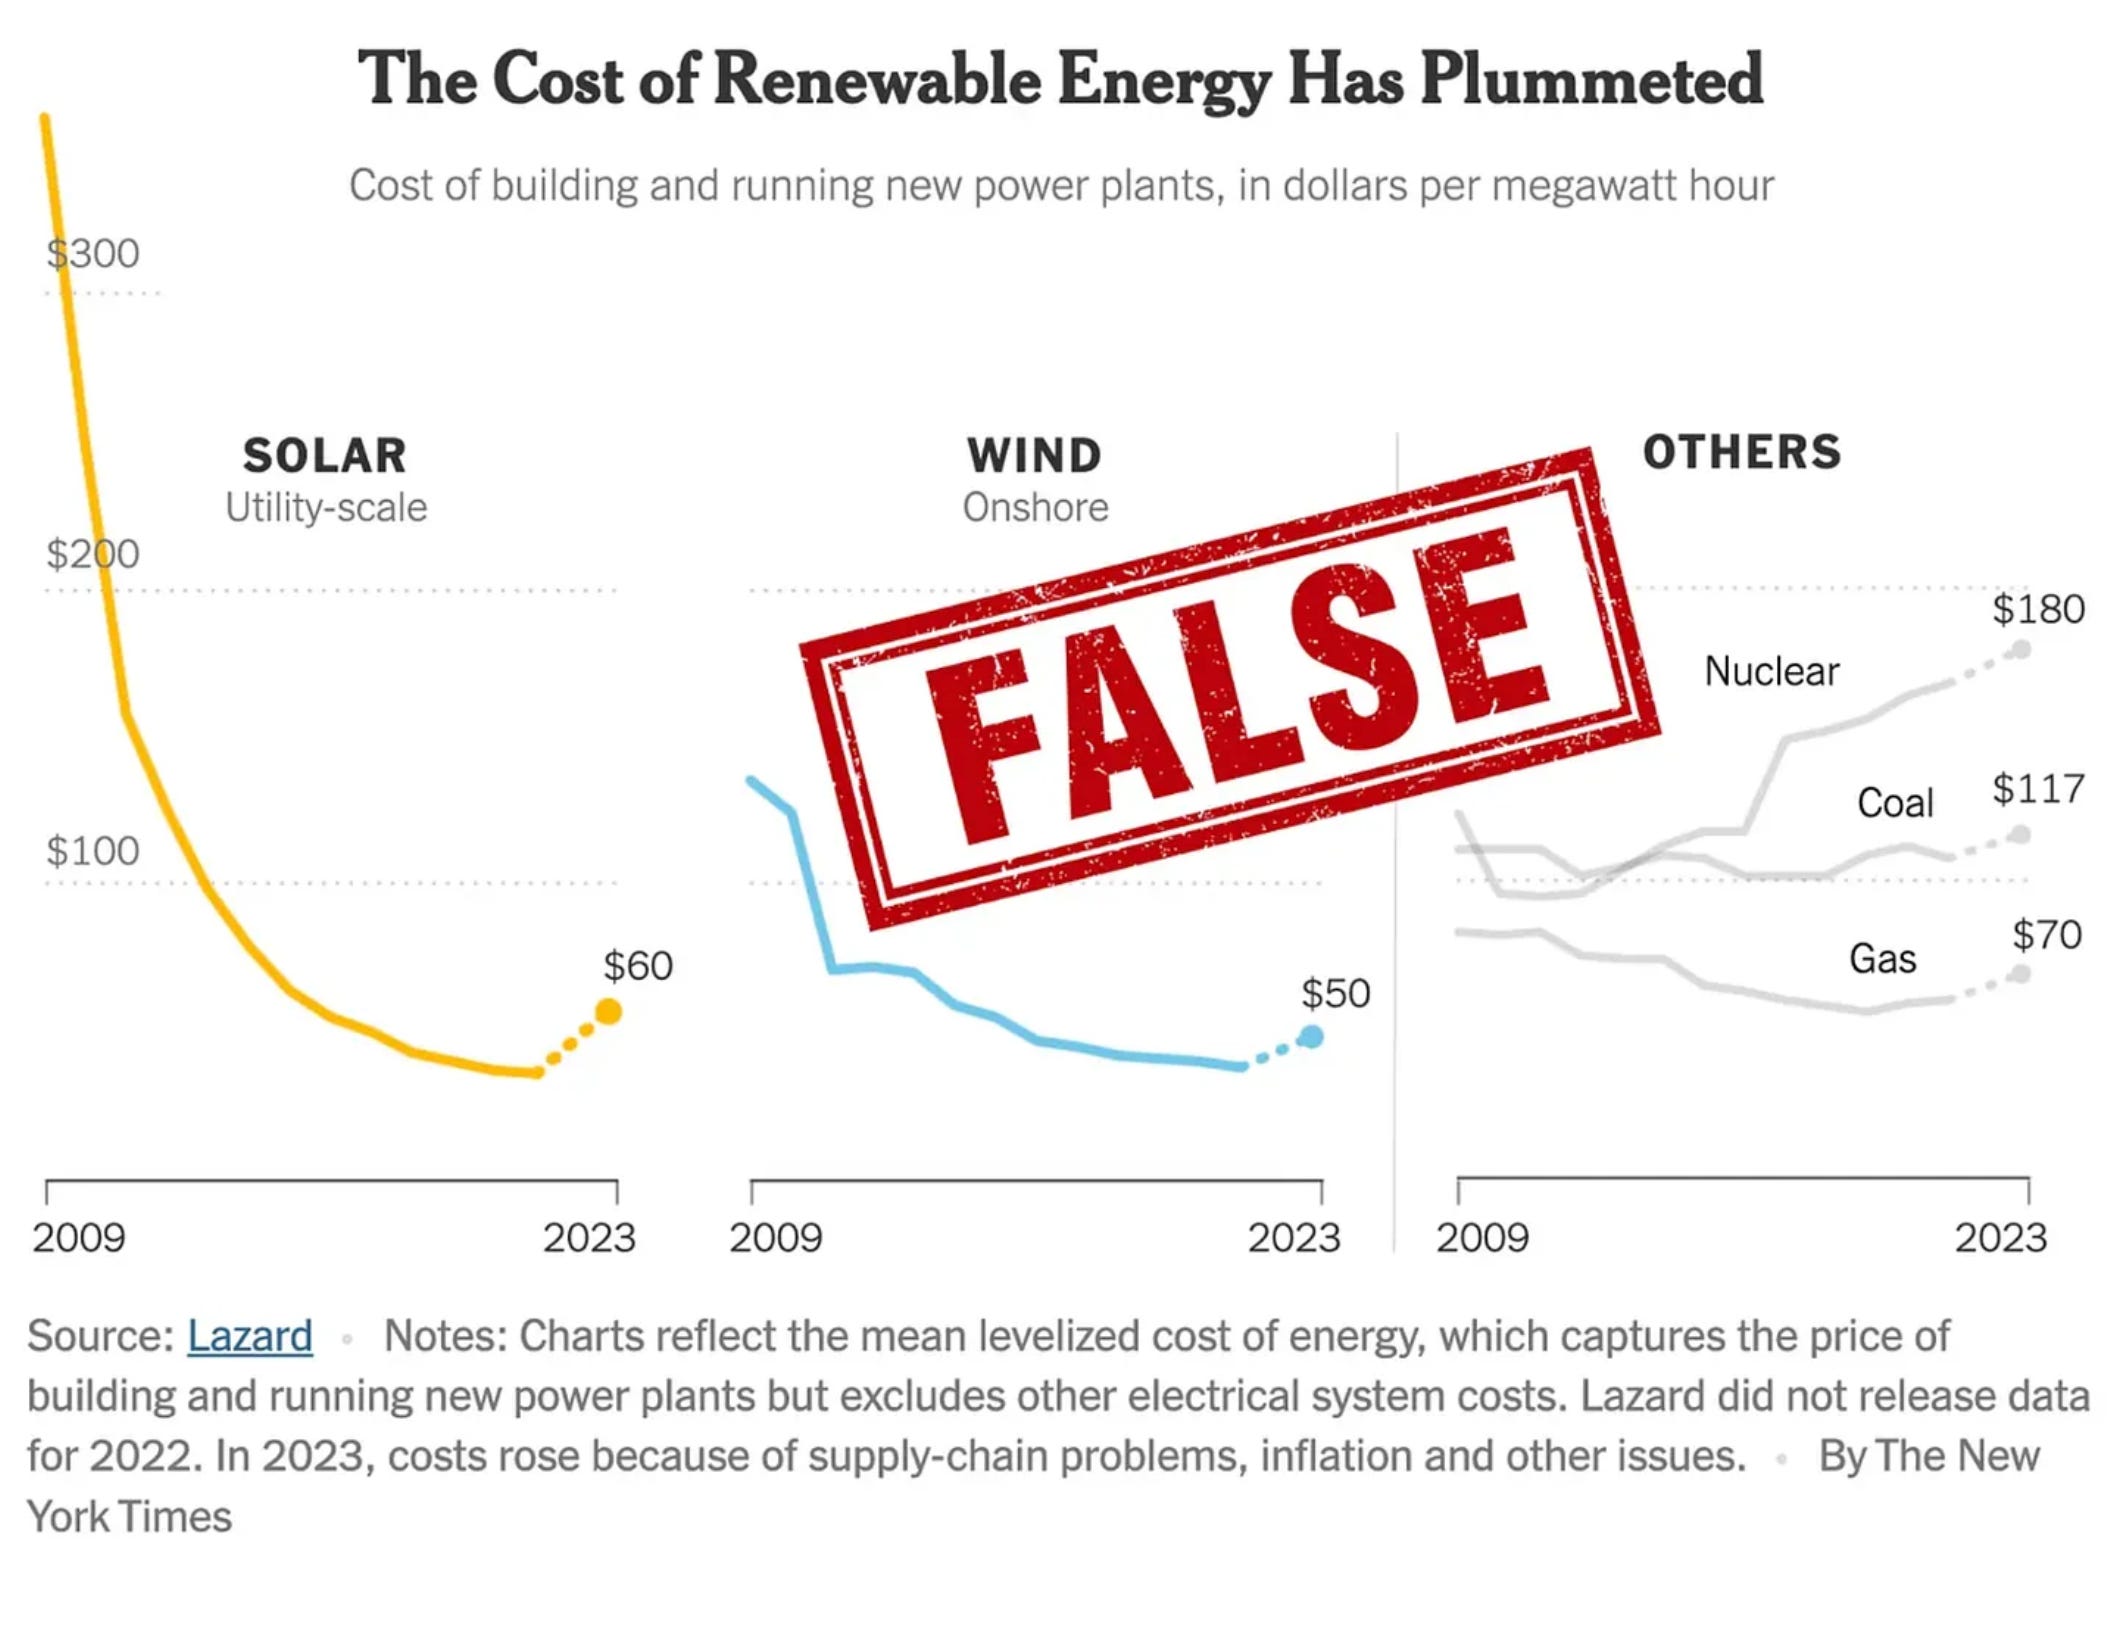 The Cost of Renewable Energy Has Plummeted
Cost of building and running new power plants, in dollars per megawatt hour
$300
SOLAR
Utility-scale
$200
$100
$60
2009
2023
WIND
Onshore
FALSE
$50
2009
2023
OTHERS
$180
Nuclear
$117
Coal
$70
Gas
2009
2023
Source: Lazard • Notes: Charts reflect the mean levelized cost of energy, which captures the price of
building and running new power plants but excludes other electrical system costs. Lazard did not release data
for 2022. In 2023, costs rose because of supply-chain problems, inflation and other issues. • By The New
York Times